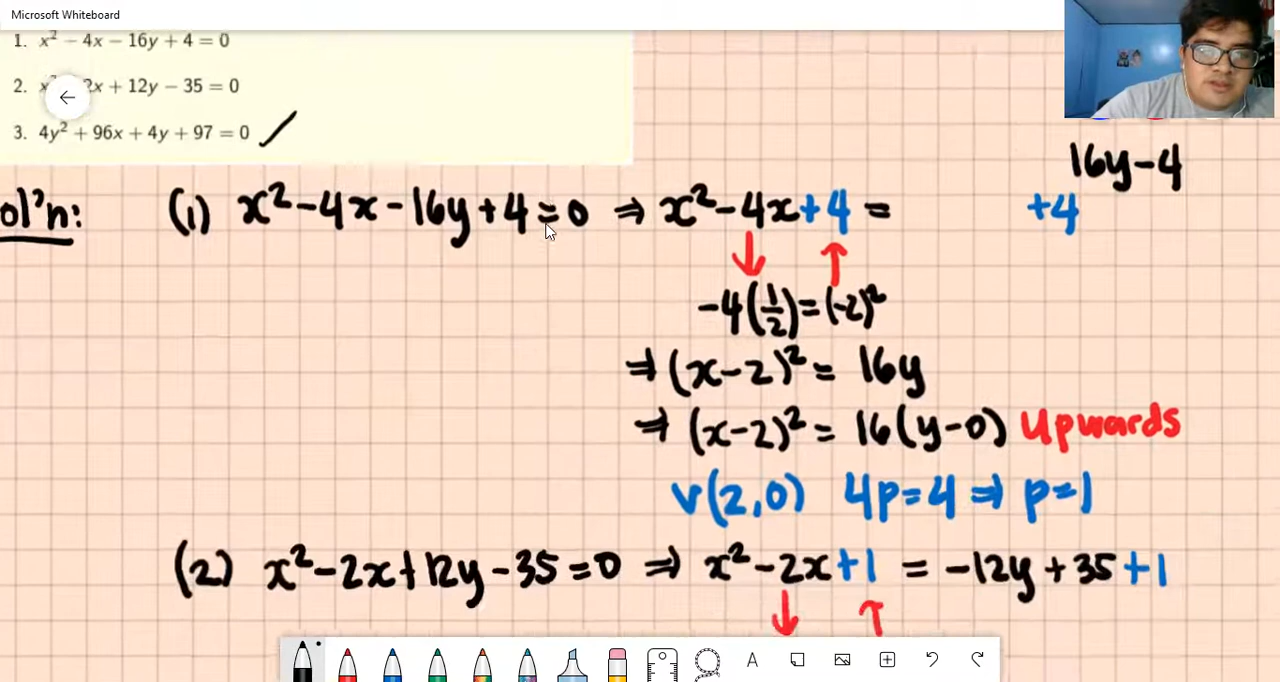 Microsoft Whiteboard
1. x² − 4x − 16y + 4 = 0
2. x² 2x + 12y − 35 = 0
3. 4y² + 96x + 4y + 97 = 0
16y-4
ol'n: (1) x²-4x-16y+4=0 ⇒ x²-4x+4= +4
-4(1/2)=(-2)²
⇒ (x-2)² = 16y
⇒ (x-2)² = 16(y-0) Upwards
V(2,0) 4p=4 ⇒ p=1
(2) x²-2x+12y-35=0 ⇒ x²-2x+1 = -12y+35+1
A